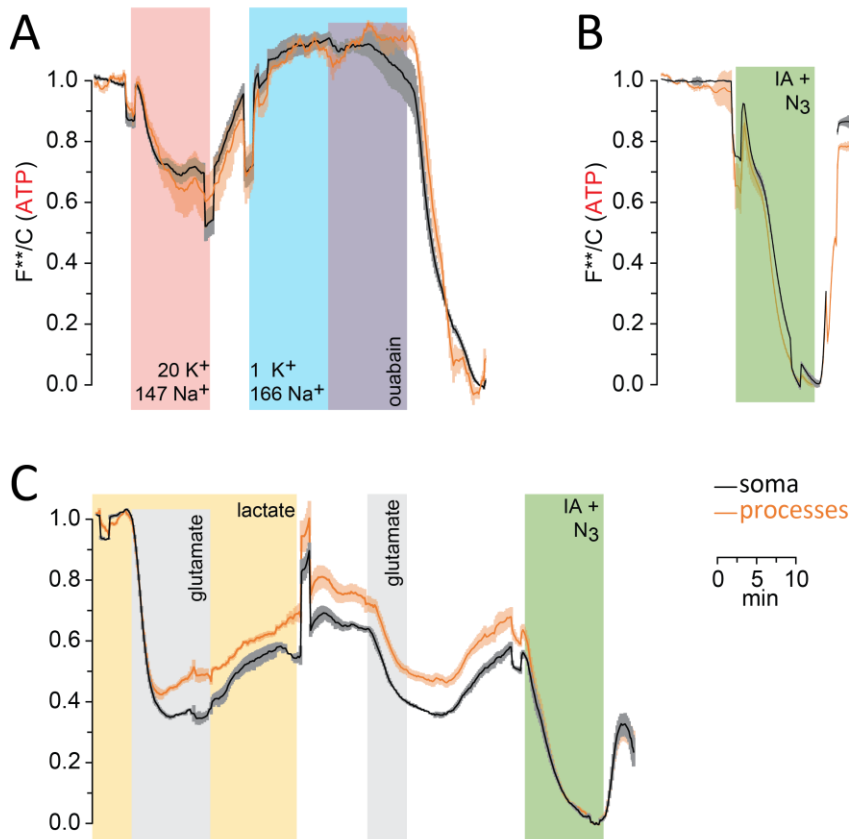 A
F**/C (ATP)
1.0
0.8
0.6
0.4
0.2
0.0
20 K+
147 Na+
1 K+
166 Na+
ouabain
B
F**/C (ATP)
1.0
0.8
0.6
0.4
0.2
0.0
IA +
N3
C
F**/C (ATP)
1.0
0.8
0.6
0.4
0.2
0.0
glutamate
lactate
glutamate
IA +
N3
soma
processes
0 5 10
min